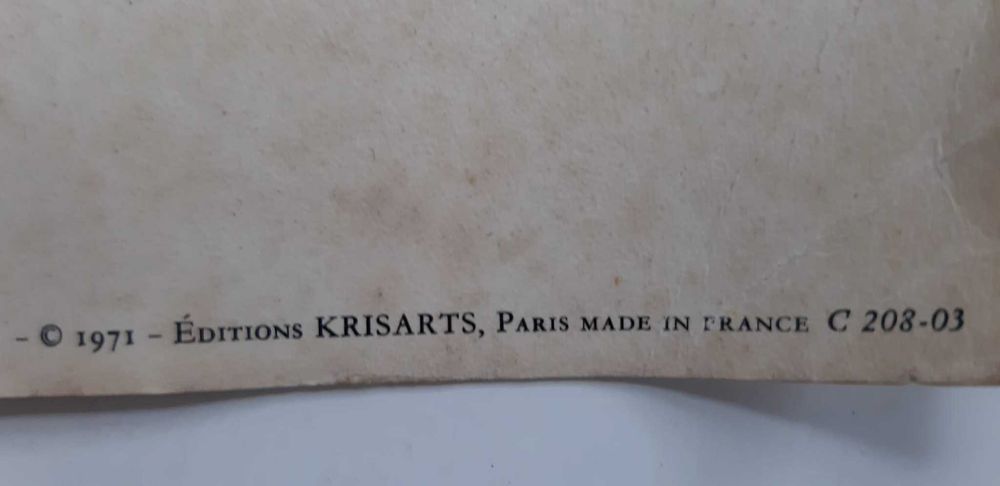 - © 1971 - ÉDITIONS KRISARTS, PARIS MADE IN FRANCE C 208-03